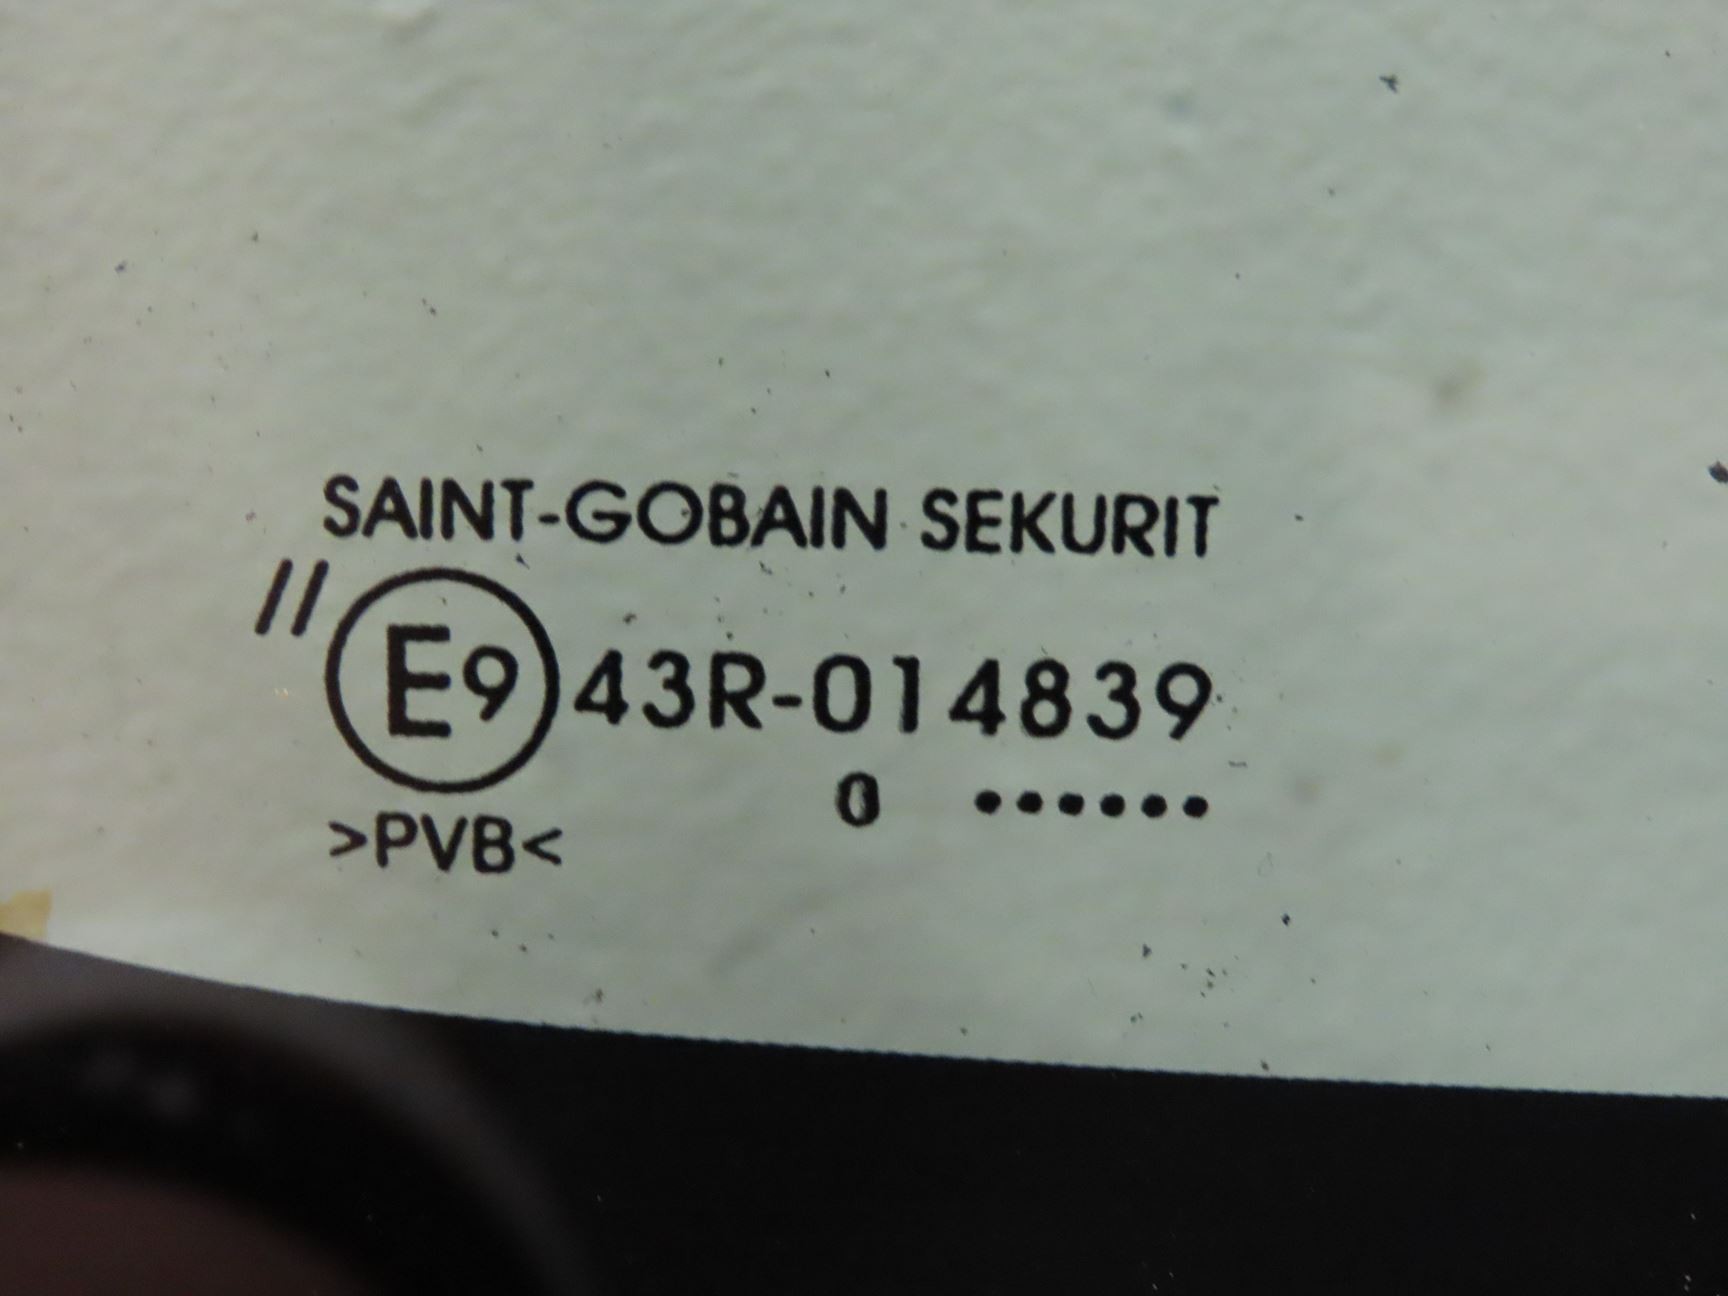 SAINT-GOBAIN SEKURIT
// E9 43R-014839
0 ••••••
>PVB<